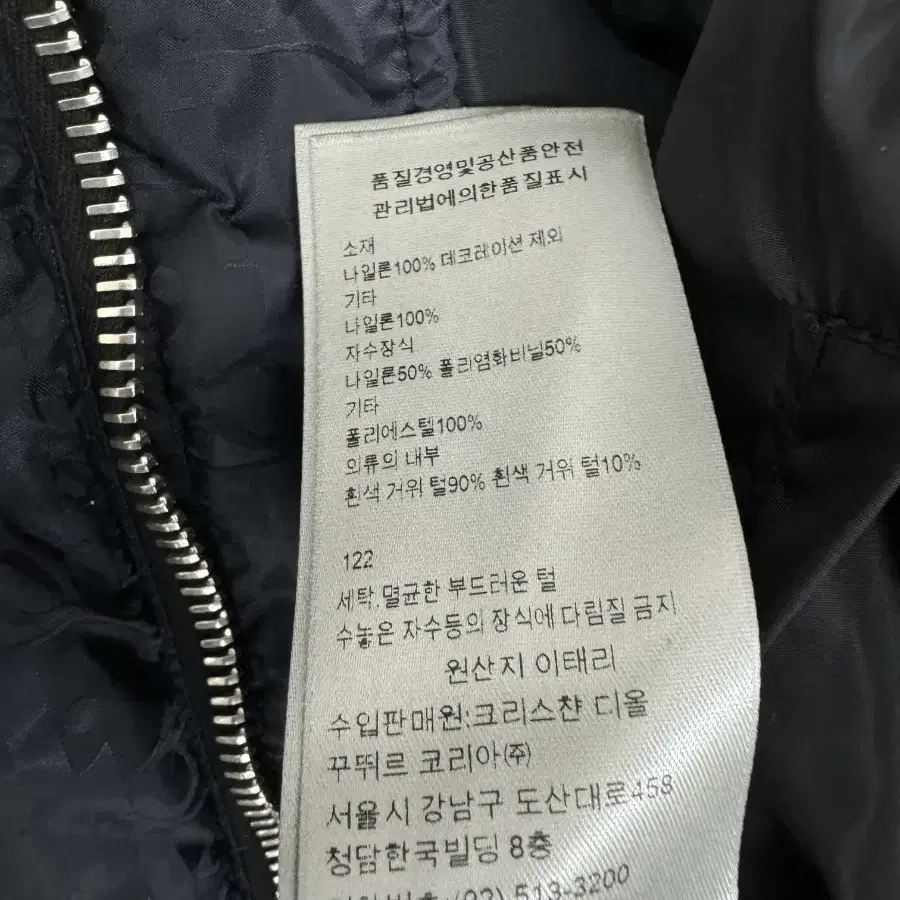 품질경영및공산품안전
관리법에의한품질표시
소재
나일론100% 데코레이션 제외
기타
나일론100%
자수장식
나일론50% 폴리염화비닐50%
기타
폴리에스텔100%
의류의 내부
흰색 거위 털90% 흰색 거위 털10%
122
세탁.멸균한 부드러운 털
수놓은 자수등의 장식에 다림질 금지
원산지 이태리
수입판매원:크리스챤 디올
꾸뛰르 코리아㈜
서울시 강남구 도산대로458
청담한국빌딩 8층
(02) 513-3200